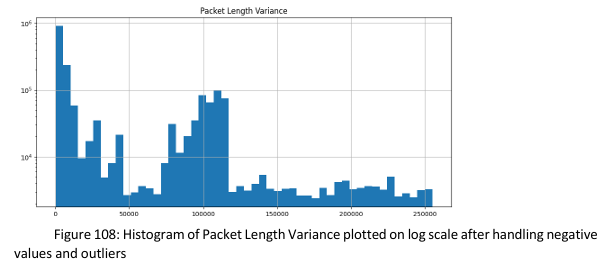 Packet Length Variance
10⁶
10⁵
10⁴
0 50000 100000 150000 200000 250000
Figure 108: Histogram of Packet Length Variance plotted on log scale after handling negative
values and outliers